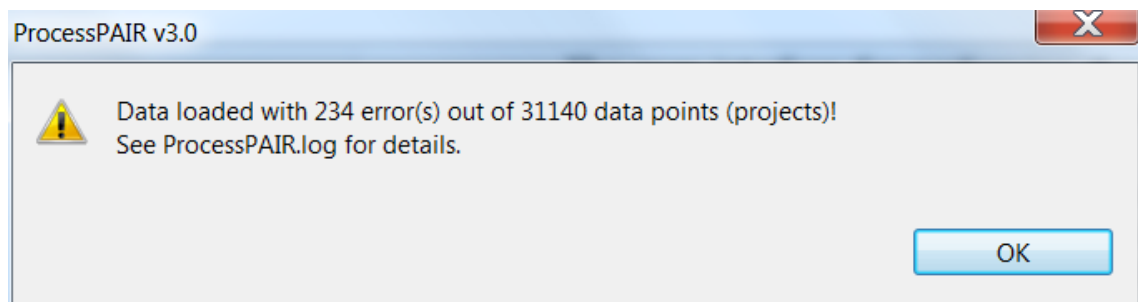 ProcessPAIR v3.0
Data loaded with 234 error(s) out of 31140 data points (projects)!
See ProcessPAIR.log for details.
OK